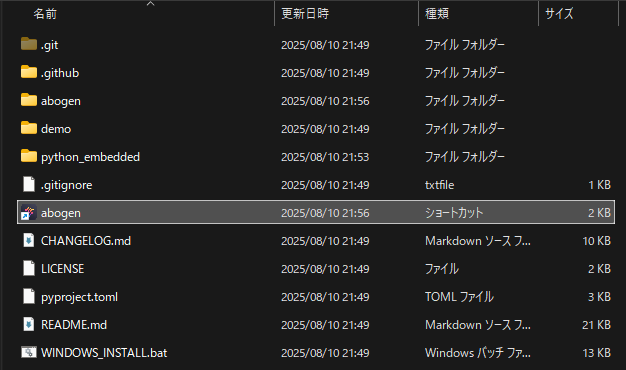 名前 更新日時 種類 サイズ
.git 2025/08/10 21:49 ファイル フォルダー
.github 2025/08/10 21:49 ファイル フォルダー
abogen 2025/08/10 21:56 ファイル フォルダー
demo 2025/08/10 21:49 ファイル フォルダー
python_embedded 2025/08/10 21:53 ファイル フォルダー
.gitignore 2025/08/10 21:49 txtfile 1 KB
abogen 2025/08/10 21:56 ショートカット 2 KB
CHANGELOG.md 2025/08/10 21:49 Markdown ソース フ... 10 KB
LICENSE 2025/08/10 21:49 ファイル 2 KB
pyproject.toml 2025/08/10 21:49 TOML ファイル 3 KB
README.md 2025/08/10 21:49 Markdown ソース フ... 21 KB
WINDOWS_INSTALL.bat 2025/08/10 21:49 Windows バッチ ファ... 13 KB